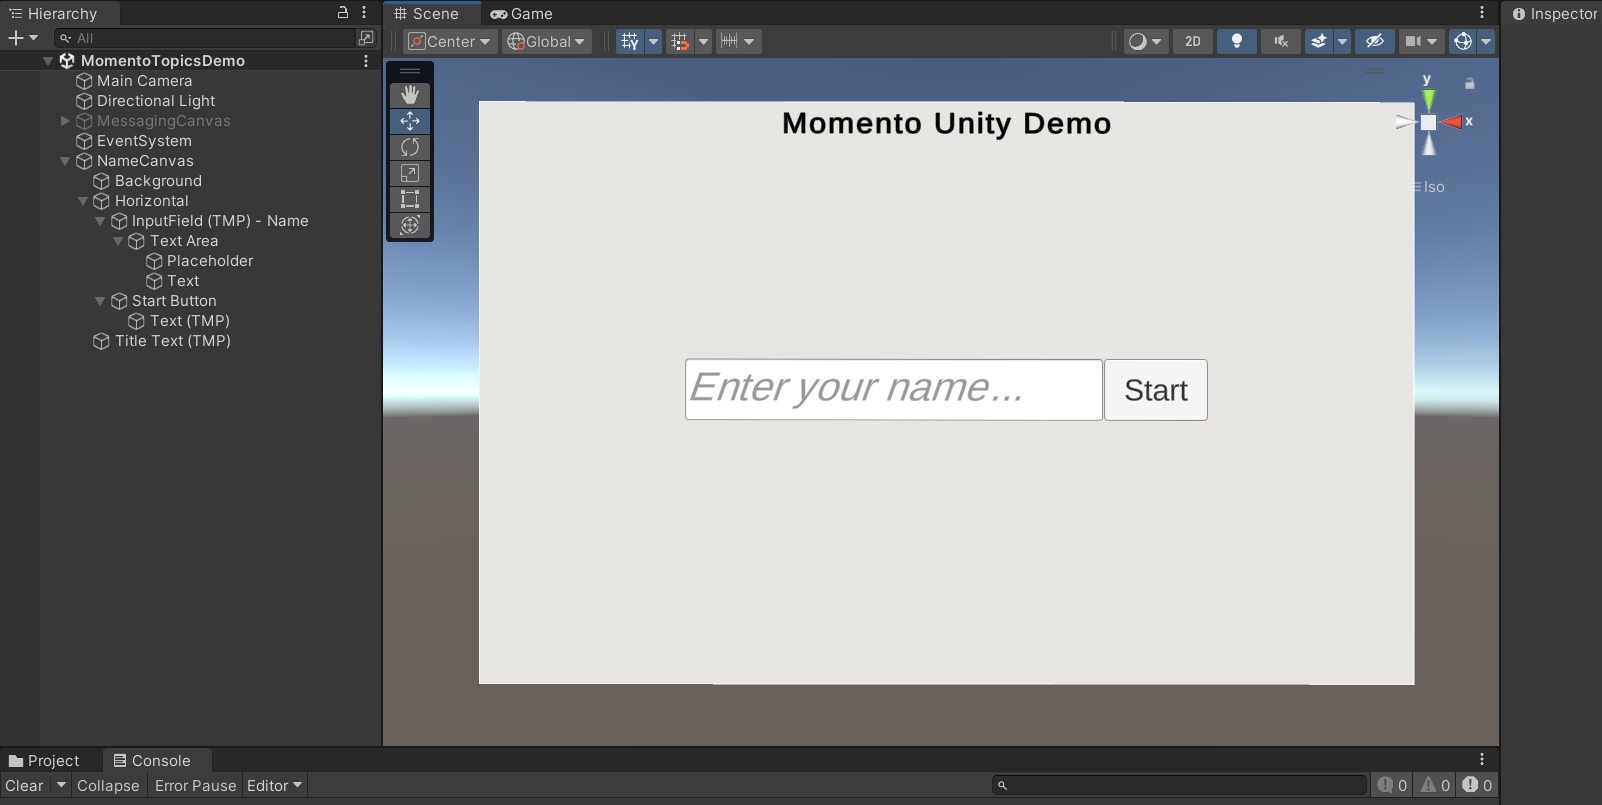 Hierarchy
All
MomentoTopicsDemo
Main Camera
Directional Light
MessagingCanvas
EventSystem
NameCanvas
Background
Horizontal
InputField (TMP) - Name
Text Area
Placeholder
Text
Start Button
Text (TMP)
Title Text (TMP)
Scene
Game
Center
Global
2D
Momento Unity Demo
Enter your name...
Start
y
x
Iso
Inspector
Project
Console
Clear
Collapse
Error Pause
Editor
0
0
0